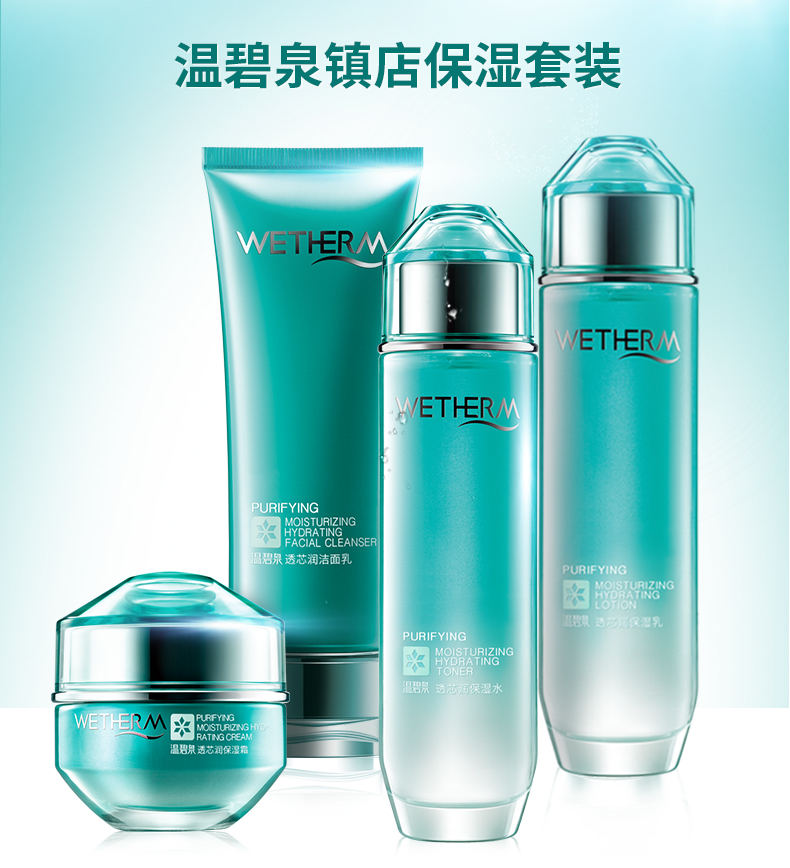 温碧泉镇店保湿套装
WETHERM
PURIFYING
MOISTURIZING
HYDRATING
FACIAL CLEANSER
温碧泉 透芯润洁面乳
WETHERM
PURIFYING
MOISTURIZING
HYDRATING
TONER
温碧泉 透芯润保湿水
WETHERM
PURIFYING
MOISTURIZING
HYDRATING
LOTION
温碧泉 透芯润保湿乳
WETHERM
PURIFYING
MOISTURIZING HYD
RATING CREAM
温碧泉 透芯润保湿霜